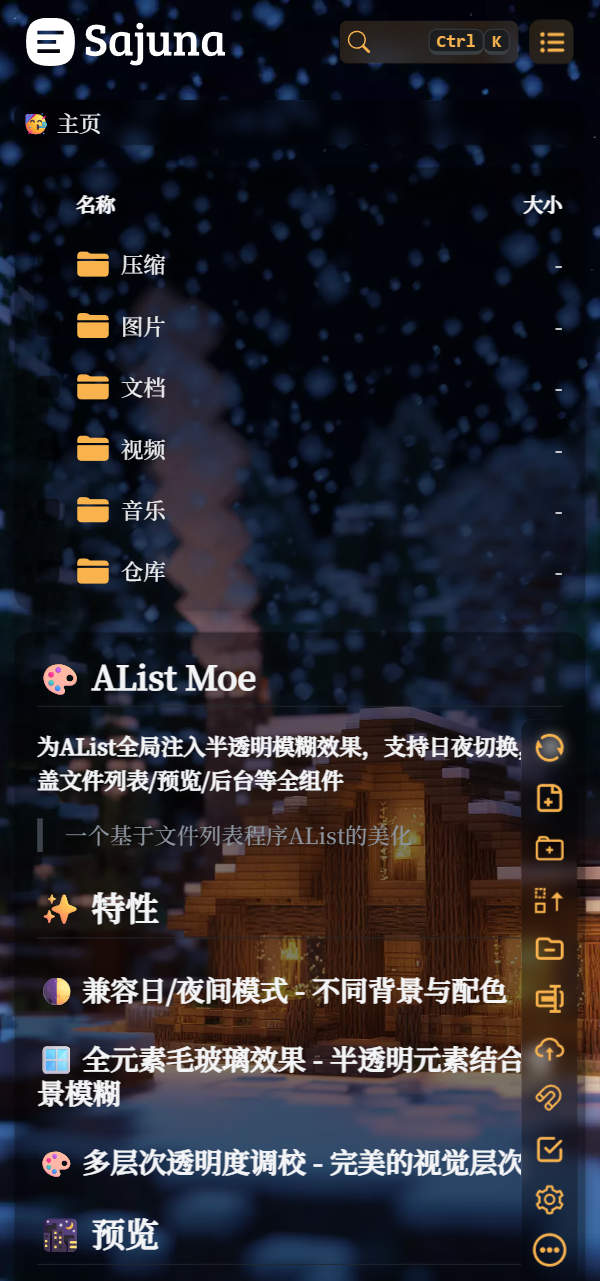 Sajuna
Ctrl K
主页
名称 大小
压缩 -
图片 -
文档 -
视频 -
音乐 -
仓库 -
AList Moe
为AList全局注入半透明模糊效果，支持日夜切换,
盖文件列表/预览/后台等全组件
一个基于文件列表程序AList的美化
特性
兼容日/夜间模式 - 不同背景与配色
全元素毛玻璃效果 - 半透明元素结合
景模糊
多层次透明度调校 - 完美的视觉层次
预览